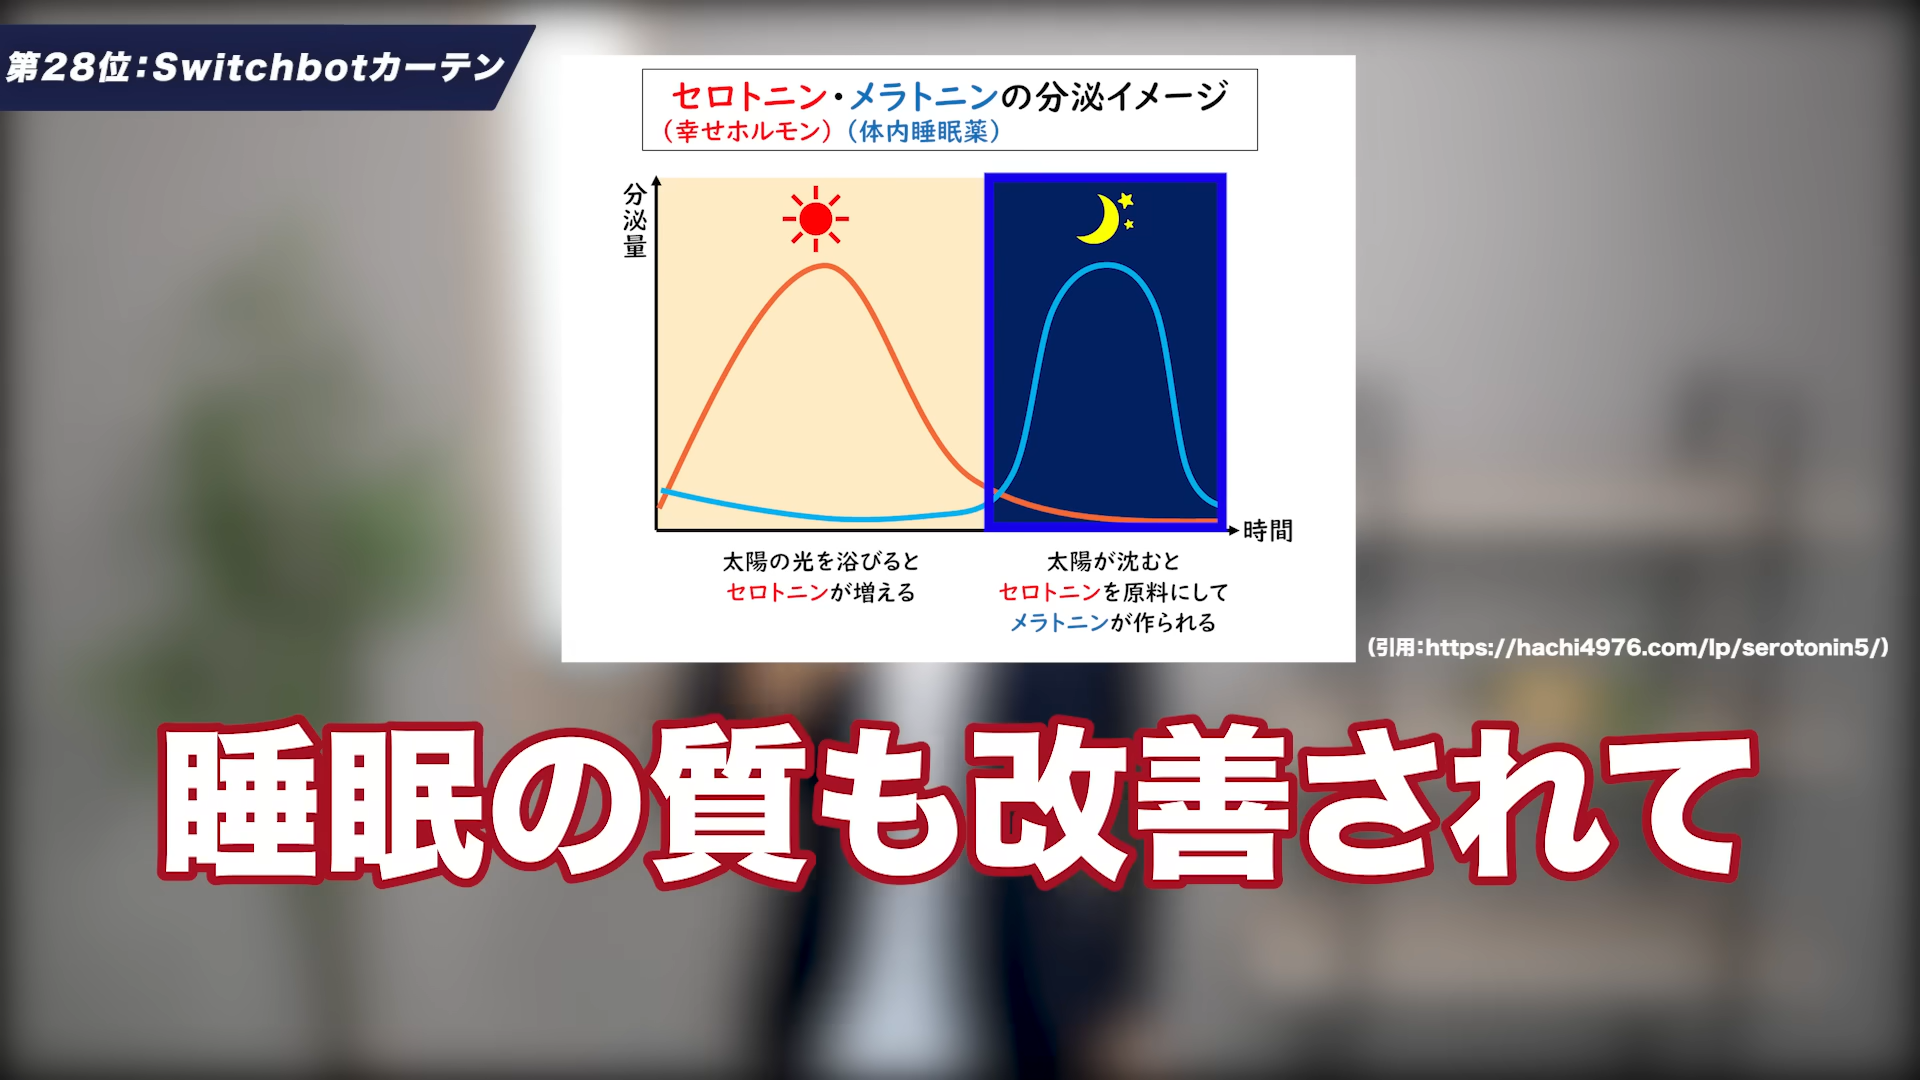 第28位：Switchbotカーテン
セロトニン・メラトニンの分泌イメージ
（幸せホルモン）（体内睡眠薬）
分泌量
時間
太陽の光を浴びると
セロトニンが増える
太陽が沈むと
セロトニンを原料にして
メラトニンが作られる
（引用：https://hachi4976.com/lp/serotonin5/）
睡眠の質も改善されて